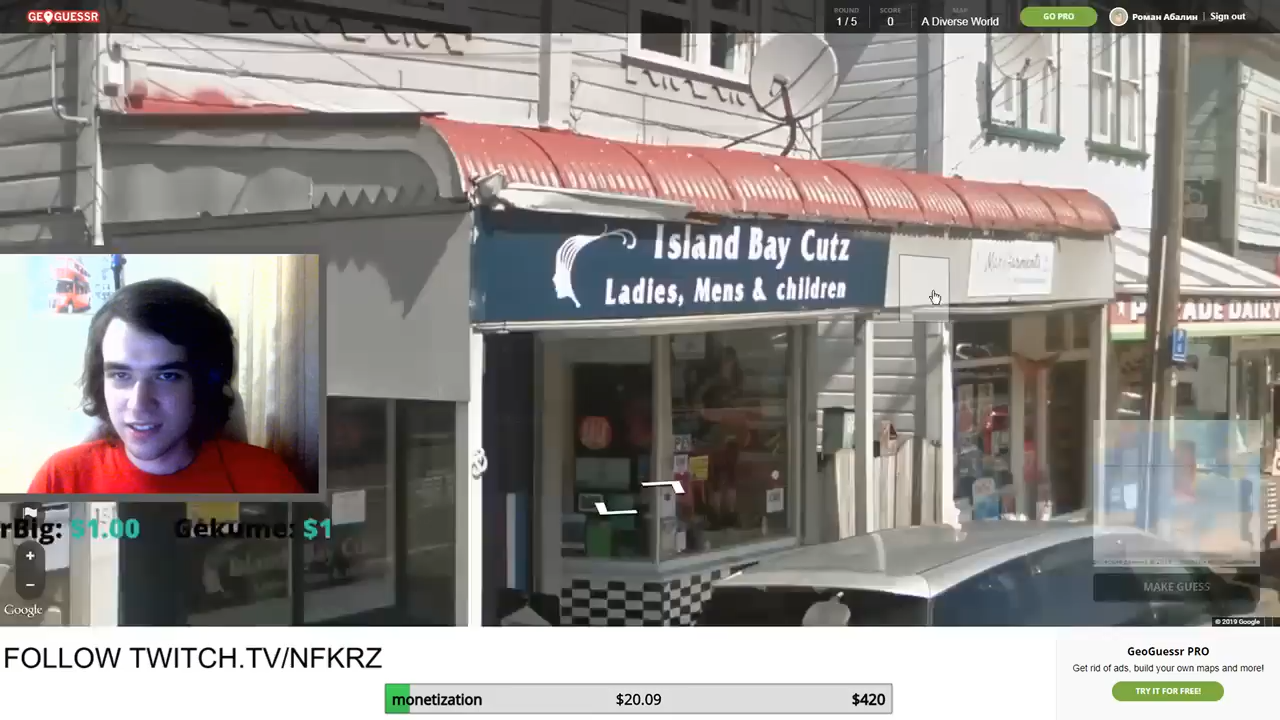 GEOGUESSR
ROUND
1 / 5
SCORE
0
MAP
A Diverse World
GO PRO
Роман Абалин
Sign out
Island Bay Cutz
Ladies, Mens & children
rBig: $1.00 Gekume: $1
+
−
Google
MAKE GUESS
© 2019 Google
FOLLOW TWITCH.TV/NFKRZ
monetization $20.09 $420
GeoGuessr PRO
Get rid of ads, build your own maps and more!
TRY IT FOR FREE!